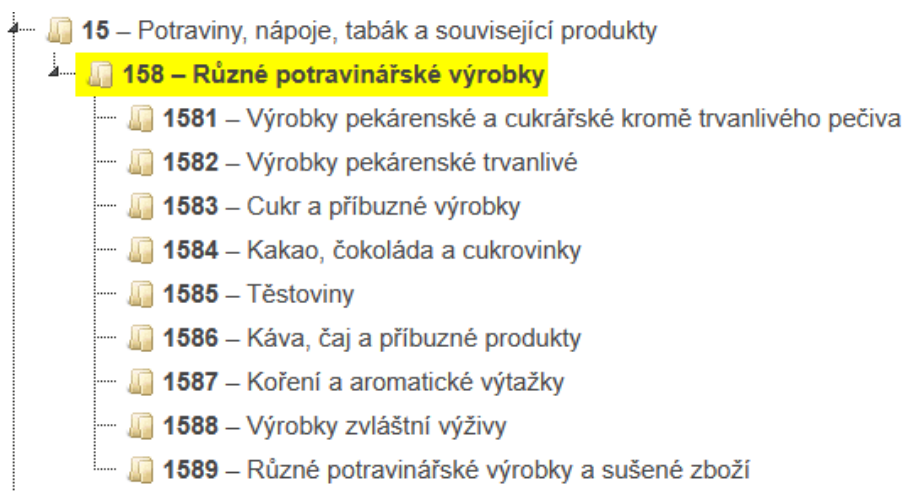 15 – Potraviny, nápoje, tabák a související produkty
158 – Různé potravinářské výrobky
1581 – Výrobky pekárenské a cukrářské kromě trvanlivého pečiva
1582 – Výrobky pekárenské trvanlivé
1583 – Cukr a příbuzné výrobky
1584 – Kakao, čokoláda a cukrovinky
1585 – Těstoviny
1586 – Káva, čaj a příbuzné produkty
1587 – Koření a aromatické výtažky
1588 – Výrobky zvláštní výživy
1589 – Různé potravinářské výrobky a sušené zboží